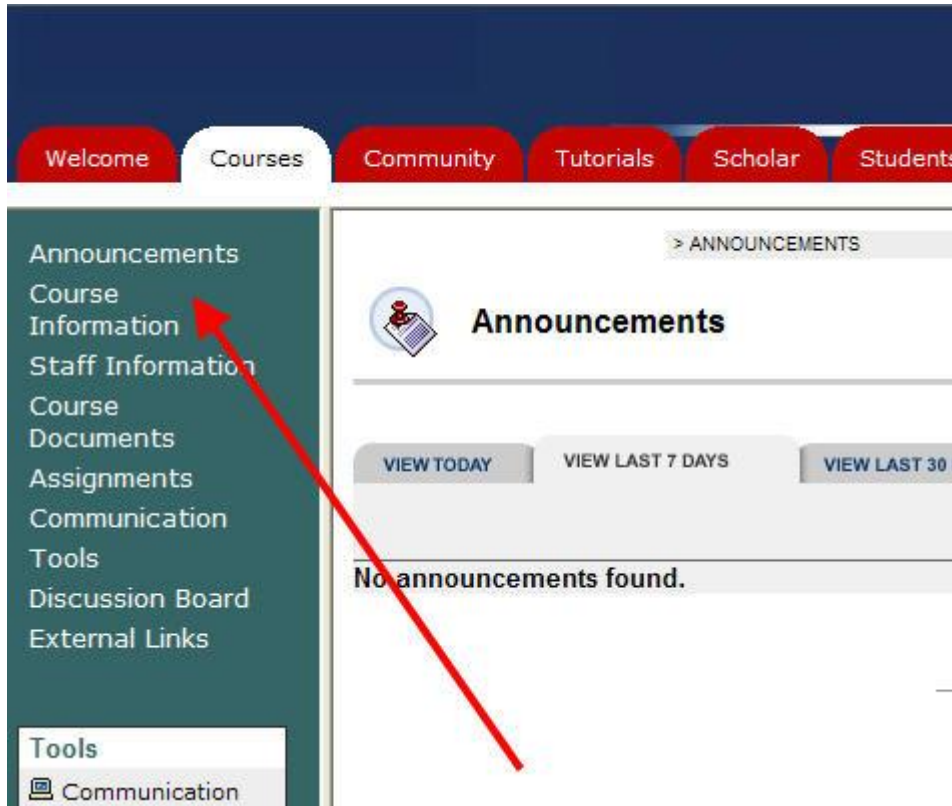 Welcome Courses Community Tutorials Scholar Students
Announcements
Course
Information
Staff Information
Course
Documents
Assignments
Communication
Tools
Discussion Board
External Links
Tools
Communication
> ANNOUNCEMENTS
Announcements
VIEW TODAY VIEW LAST 7 DAYS VIEW LAST 30
No announcements found.